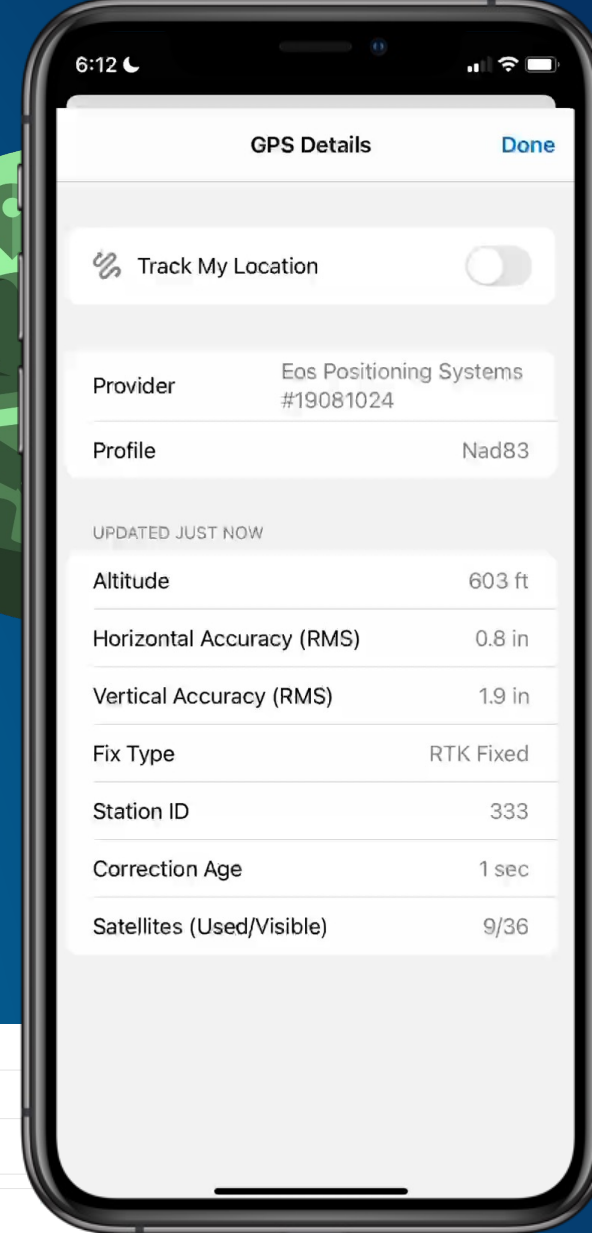 6:12
GPS Details
Done
Track My Location
Provider
Eos Positioning Systems
#19081024
Profile
Nad83
UPDATED JUST NOW
Altitude
603 ft
Horizontal Accuracy (RMS)
0.8 in
Vertical Accuracy (RMS)
1.9 in
Fix Type
RTK Fixed
Station ID
333
Correction Age
1 sec
Satellites (Used/Visible)
9/36